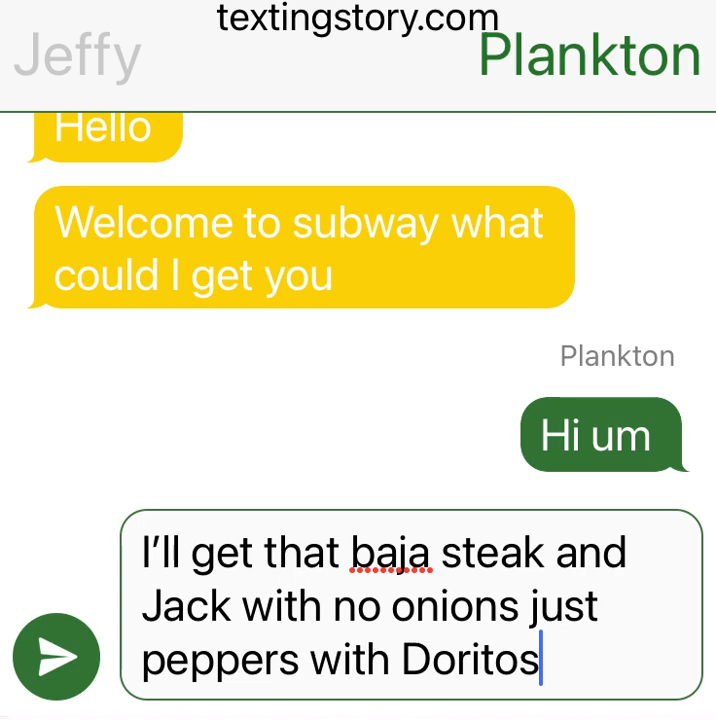 textingstory.com
Jeffy
Plankton
Hello
Welcome to subway what
could I get you
Plankton
Hi um
I’ll get that baja steak and
Jack with no onions just
peppers with Doritos